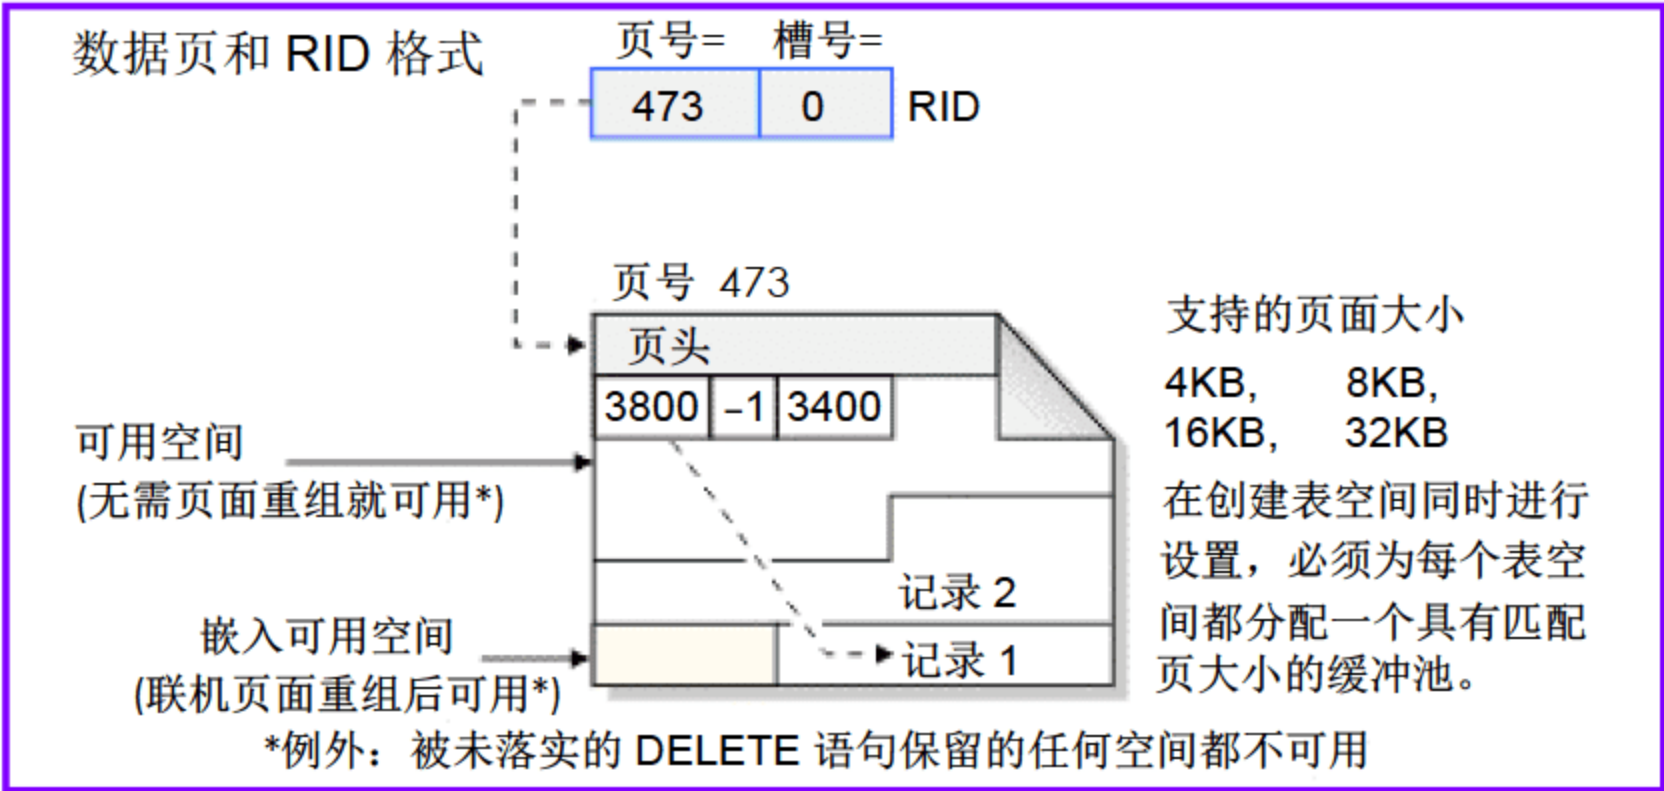 数据页和 RID 格式
页号= 槽号=
473 0 RID
页号 473
页头
3800 -1 3400
可用空间
(无需页面重组就可用*)
记录 2
嵌入可用空间
(联机页面重组后可用*)
记录 1
支持的页面大小
4KB, 8KB,
16KB, 32KB
在创建表空间同时进行
设置，必须为每个表空
间都分配一个具有匹配
页大小的缓冲池。
*例外：被未落实的 DELETE 语句保留的任何空间都不可用